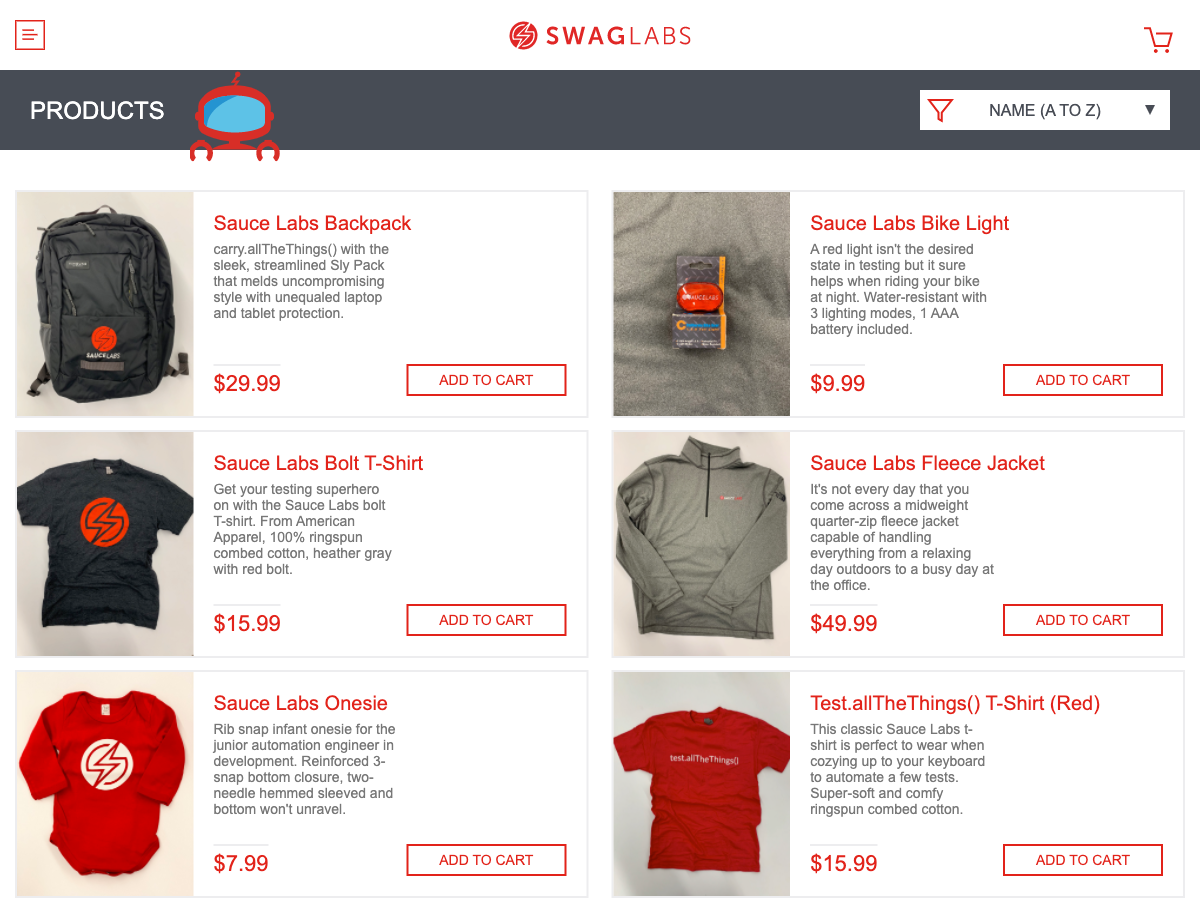 SWAGLABS
PRODUCTS
NAME (A TO Z)
SAUCELABS
Sauce Labs Backpack
carry.allTheThings() with the
sleek, streamlined Sly Pack
that melds uncompromising
style with unequaled laptop
and tablet protection.
$29.99
ADD TO CART
SAUCELABS
Sauce Labs Bike Light
A red light isn't the desired
state in testing but it sure
helps when riding your bike
at night. Water-resistant with
3 lighting modes, 1 AAA
battery included.
$9.99
ADD TO CART
Sauce Labs Bolt T-Shirt
Get your testing superhero
on with the Sauce Labs bolt
T-shirt. From American
Apparel, 100% ringspun
combed cotton, heather gray
with red bolt.
$15.99
ADD TO CART
Sauce Labs Fleece Jacket
It's not every day that you
come across a midweight
quarter-zip fleece jacket
capable of handling
everything from a relaxing
day outdoors to a busy day at
the office.
$49.99
ADD TO CART
Sauce Labs Onesie
Rib snap infant onesie for the
junior automation engineer in
development. Reinforced 3-
snap bottom closure, two-
needle hemmed sleeved and
bottom won't unravel.
$7.99
ADD TO CART
test.allTheThings()
Test.allTheThings() T-Shirt (Red)
This classic Sauce Labs t-
shirt is perfect to wear when
cozying up to your keyboard
to automate a few tests.
Super-soft and comfy
ringspun combed cotton.
$15.99
ADD TO CART